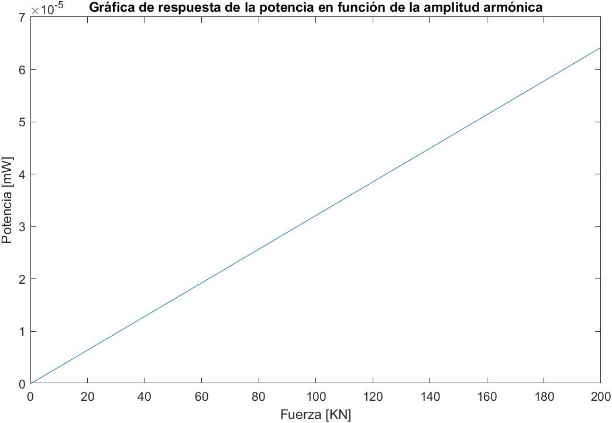 Gráfica de respuesta de la potencia en función de la amplitud armónica
×10-5
7
6
5
4
3
2
1
0
Potencia [mW]
0 20 40 60 80 100 120 140 160 180 200
Fuerza [KN]